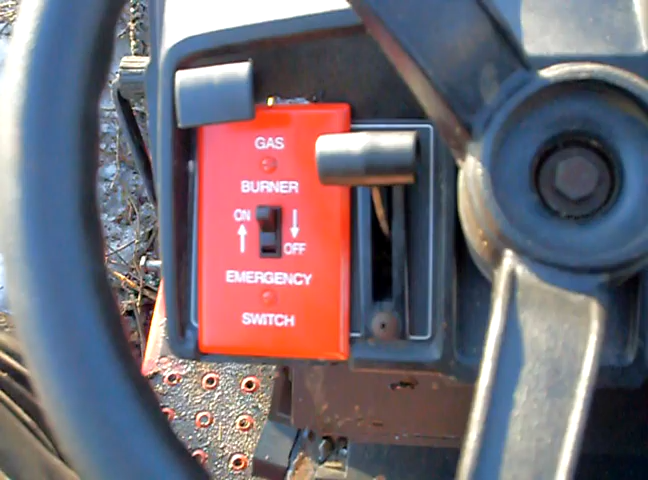 GAS
BURNER
ON
OFF
EMERGENCY
SWITCH